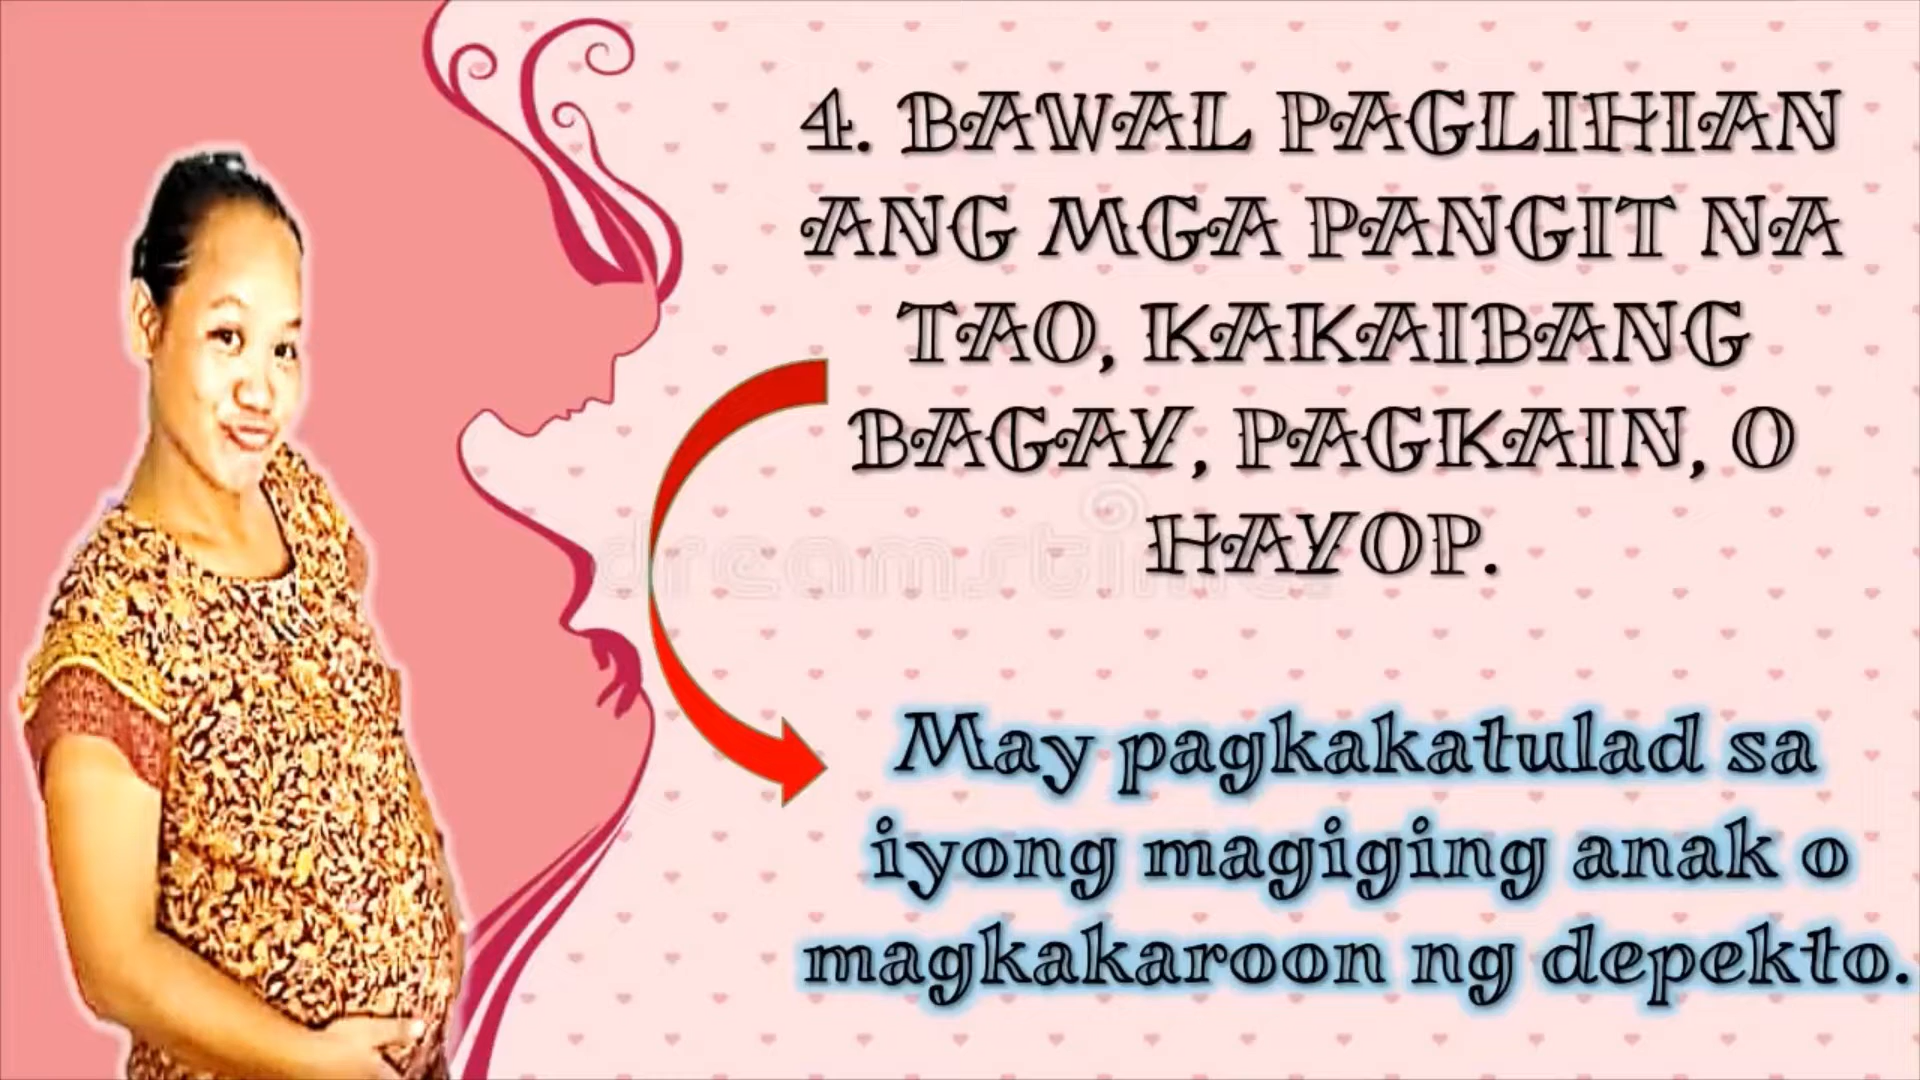 4. BAWAL PAGLIHIAN
ANG MGA PANGIT NA
TAO, KAKAIBANG
BAGAY, PAGKAIN, O
HAYOP.
dreamstime
May pagkakatulad sa
iyong magiging anak o
magkakaroon ng depekto.